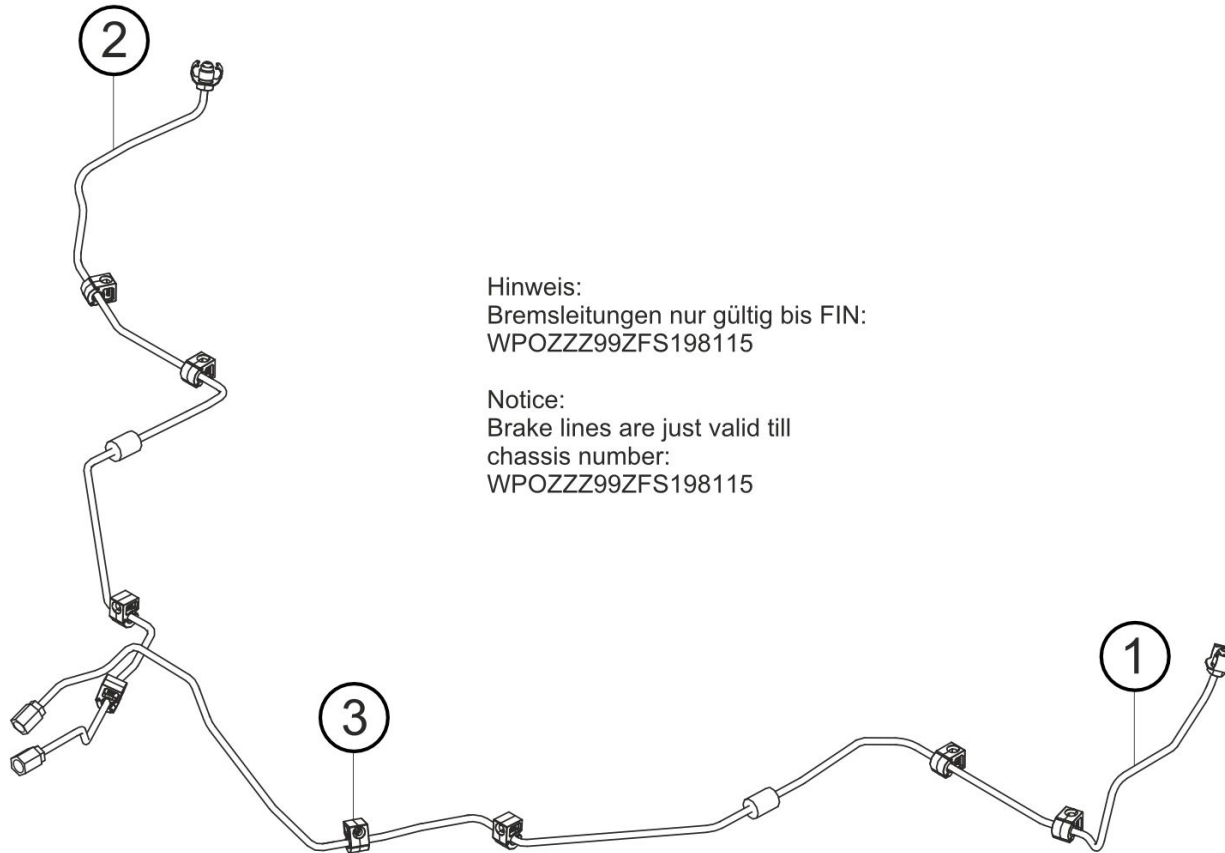 2
Hinweis:
Bremsleitungen nur gültig bis FIN:
WPOZZZ99ZFS198115
Notice:
Brake lines are just valid till
chassis number:
WPOZZZ99ZFS198115
1
3